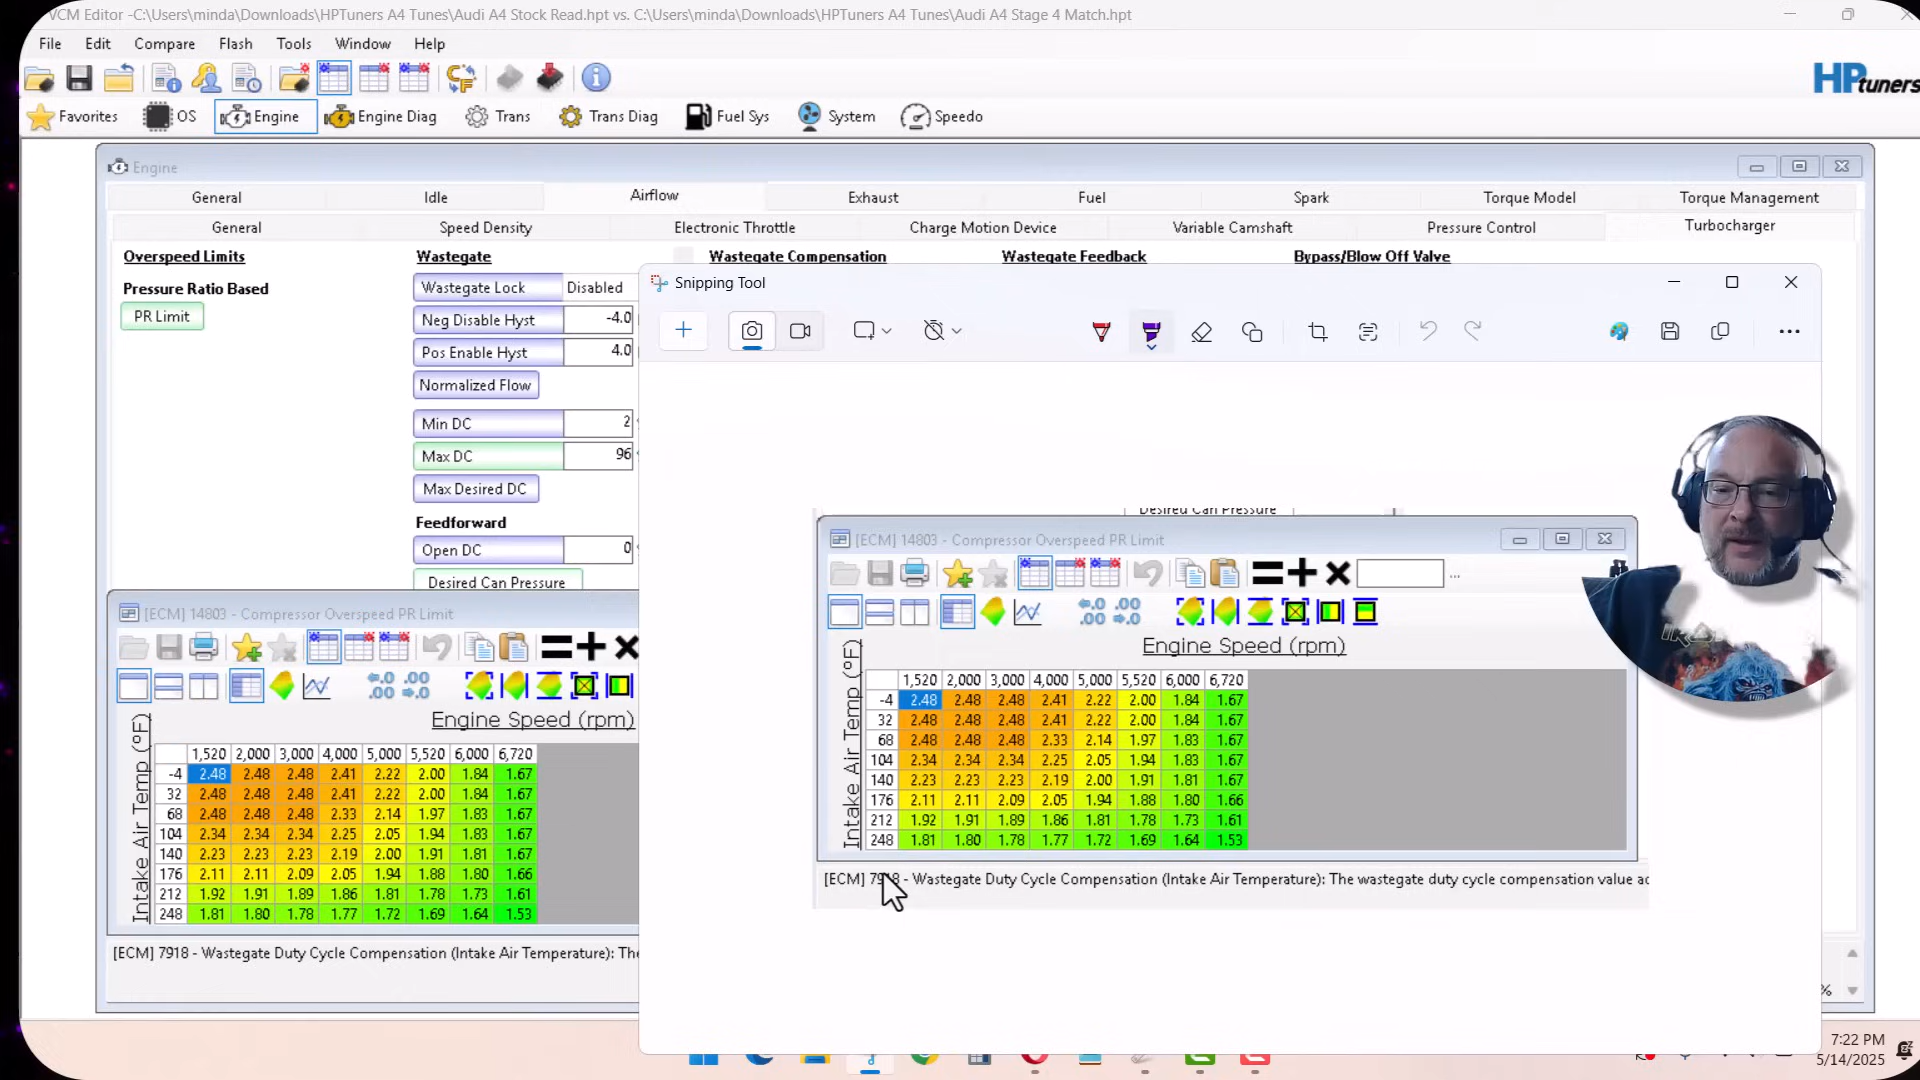 VCM Editor -C:\Users\minda\Downloads\HPTuners A4 Tunes\Audi A4 Stock Read.hpt vs. C:\Users\minda\Downloads\HPTuners A4 Tunes\Audi A4 Stage 4 Match.hpt
File Edit Compare Flash Tools Window Help
HPtuners
Favorites OS Engine Engine Diag Trans Trans Diag Fuel Sys System Speedo
Engine
General Idle Airflow Exhaust Fuel Spark Torque Model Torque Management
General Speed Density Electronic Throttle Charge Motion Device Variable Camshaft Pressure Control Turbocharger
Overspeed Limits Wastegate Wastegate Compensation Wastegate Feedback Bypass/Blow Off Valve
Pressure Ratio Based
PR Limit
Wastegate Lock Disabled
Neg Disable Hyst -4.0
Pos Enable Hyst 4.0
Normalized Flow
Min DC 2
Max DC 96
Max Desired DC
Feedforward
Open DC 0
Desired Can Pressure
[ECM] 14803 - Compressor Overspeed PR Limit
Engine Speed (rpm)
Intake Air Temp (°F)
1,520 2,000 3,000 4,000 5,000 5,520 6,000 6,720
-4 2.48 2.48 2.48 2.41 2.22 2.00 1.84 1.67
32 2.48 2.48 2.48 2.41 2.22 2.00 1.84 1.67
68 2.48 2.48 2.48 2.33 2.14 1.97 1.83 1.67
104 2.34 2.34 2.34 2.25 2.05 1.94 1.83 1.67
140 2.23 2.23 2.23 2.19 2.00 1.91 1.81 1.67
176 2.11 2.11 2.09 2.05 1.94 1.88 1.80 1.66
212 1.92 1.91 1.89 1.86 1.81 1.78 1.73 1.61
248 1.81 1.80 1.78 1.77 1.72 1.69 1.64 1.53
[ECM] 7918 - Wastegate Duty Cycle Compensation (Intake Air Temperature): The
Snipping Tool
Desired Can Pressure
[ECM] 14803 - Compressor Overspeed PR Limit
...
Engine Speed (rpm)
Intake Air Temp (°F)
1,520 2,000 3,000 4,000 5,000 5,520 6,000 6,720
-4 2.48 2.48 2.48 2.41 2.22 2.00 1.84 1.67
32 2.48 2.48 2.48 2.41 2.22 2.00 1.84 1.67
68 2.48 2.48 2.48 2.33 2.14 1.97 1.83 1.67
104 2.34 2.34 2.34 2.25 2.05 1.94 1.83 1.67
140 2.23 2.23 2.23 2.19 2.00 1.91 1.81 1.67
176 2.11 2.11 2.09 2.05 1.94 1.88 1.80 1.66
212 1.92 1.91 1.89 1.86 1.81 1.78 1.73 1.61
248 1.81 1.80 1.78 1.77 1.72 1.69 1.64 1.53
[ECM] 7918 - Wastegate Duty Cycle Compensation (Intake Air Temperature): The wastegate duty cycle compensation value
%
7:22 PM
5/14/2025